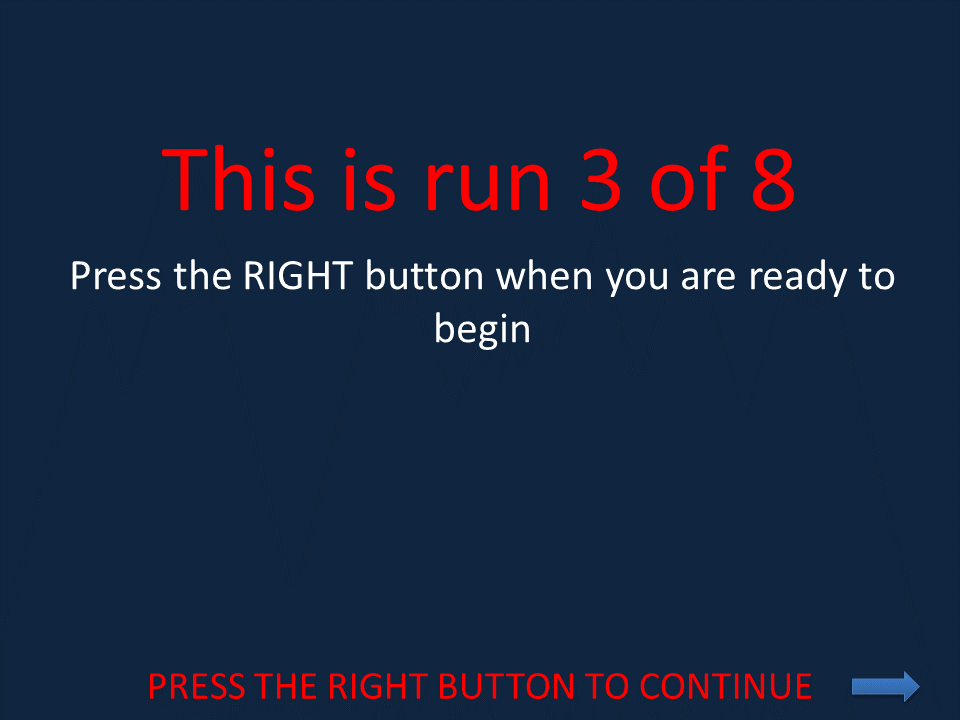 This is run 3 of 8
Press the RIGHT button when you are ready to
begin
PRESS THE RIGHT BUTTON TO CONTINUE